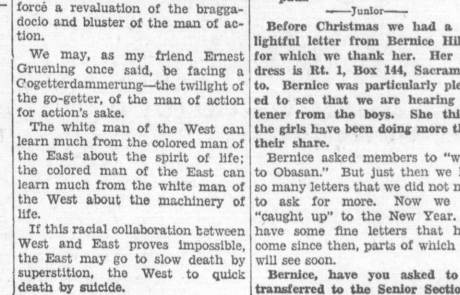 force a revaluation of the bragga-
docio and bluster of the man of ac-
tion.
We may, as my friend Ernest
Gruening once said, be facing a
Gogetterdammerung—the twilight of
the go-getter, of the man of action
for action's sake.
The white man of the West can
learn much from the colored man of
the East about the spirit of life;
the colored man of the East can
learn much from the white man of
the West about the machinery of
life.
If this racial collaboration between
West and East proves impossible,
the East may go to slow death by
superstition, the West to quick
death by suicide.
—Junior—
Before Christmas we had a
lightful letter from Bernice Hil
for which we thank her. Her
dress is Rt. 1, Box 144, Sacram
to. Bernice was particularly ple
ed to see that we are hearing
tener from the boys. She thi
the girls have been doing more th
their share.
Bernice asked members to "w
to Obasan." But just then we
so many letters that we did not n
to ask for more. Now we
"caught up" to the New Year.
have some fine letters that h
come since then, parts of which
will see soon.
Bernice, have you asked to
transferred to the Senior Sectio